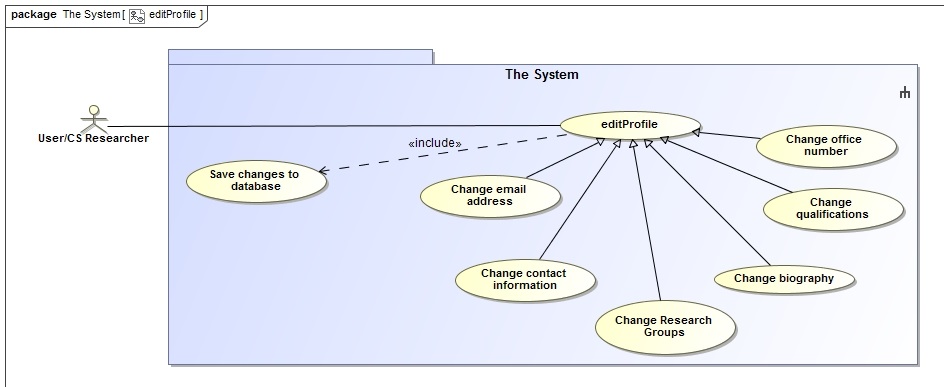 package The System[ editProfile ]
The System
User/CS Researcher
editProfile
«include»
Change office
number
Save changes to
database
Change email
address
Change
qualifications
Change contact
information
Change biography
Change Research
Groups